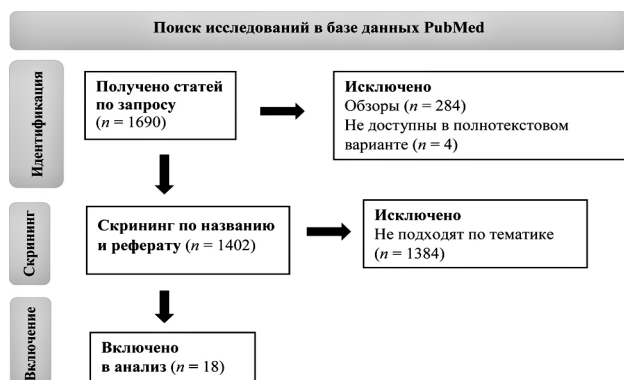 Поиск исследований в базе данных PubMed
Идентификация
Получено статей
по запросу
(n = 1690)
Исключено
Обзоры (n = 284)
Не доступны в полнотекстовом
варианте (n = 4)
Скрининг
Скрининг по названию
и реферату (n = 1402)
Исключено
Не подходят по тематике
(n = 1384)
Включение
Включено
в анализ (n = 18)